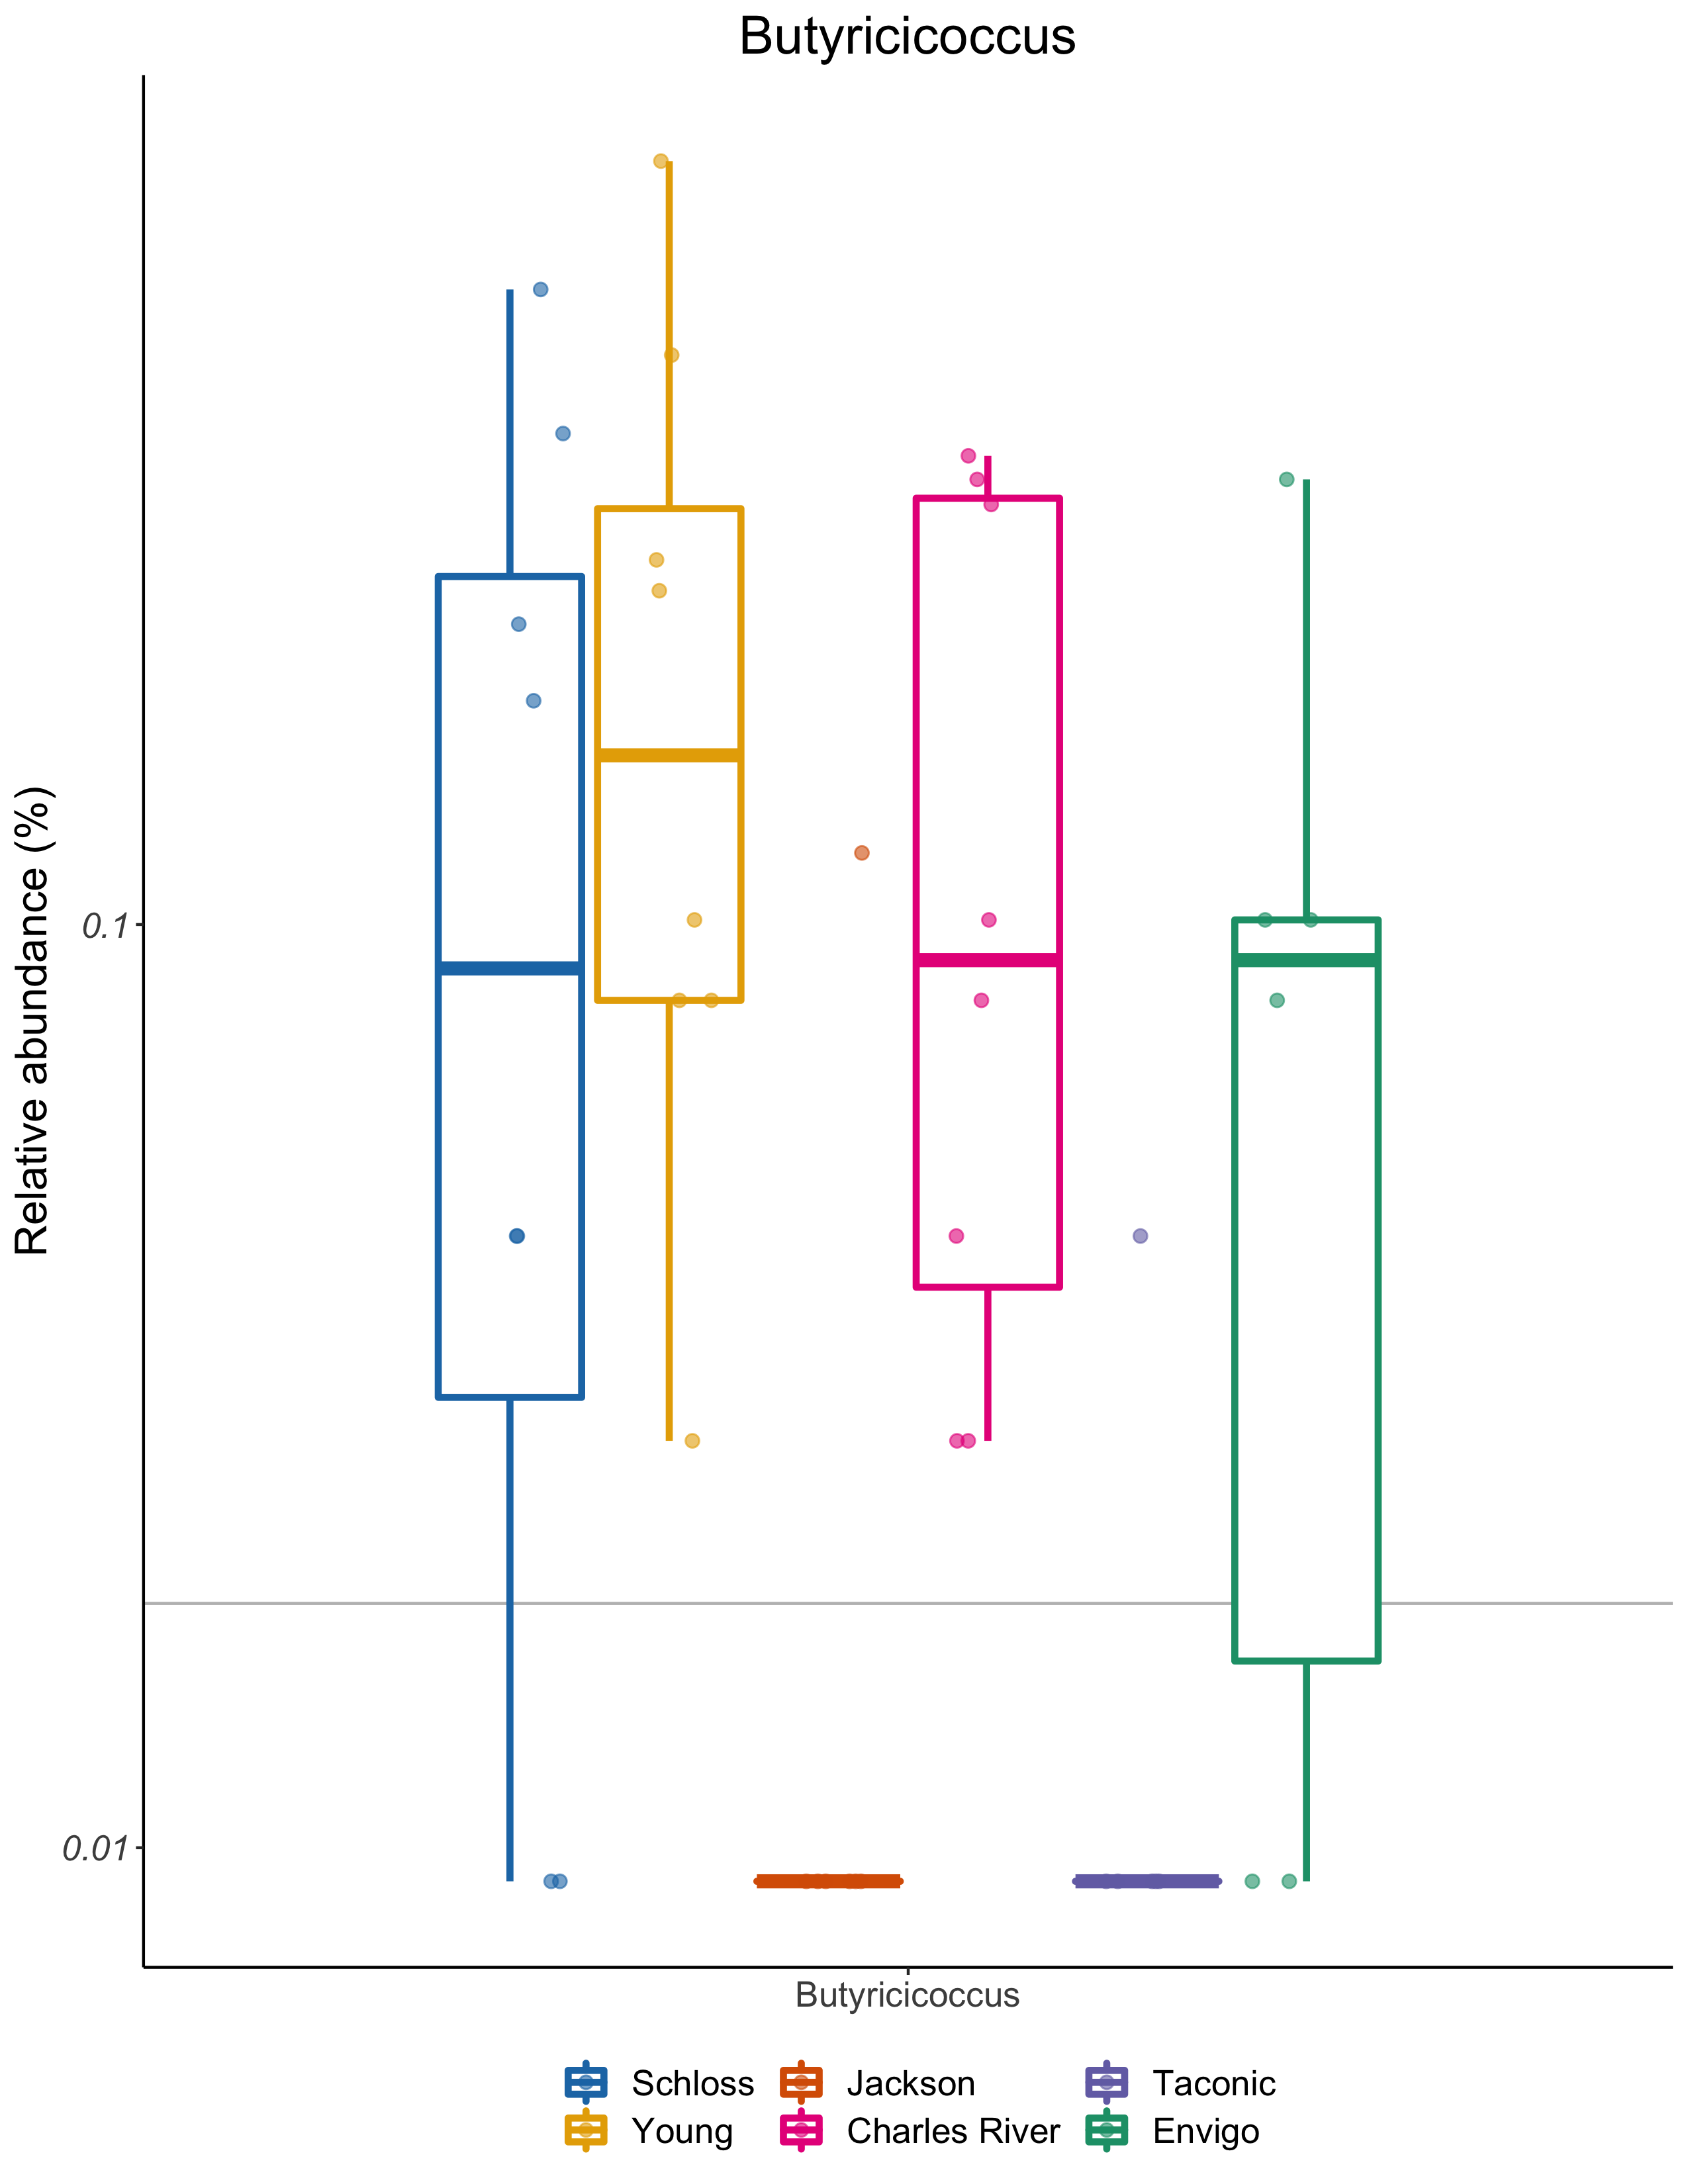 Butyricicoccus
Relative abundance (%)
0.1
0.01
Butyricicoccus
Schloss
Jackson
Taconic
Young
Charles River
Envigo